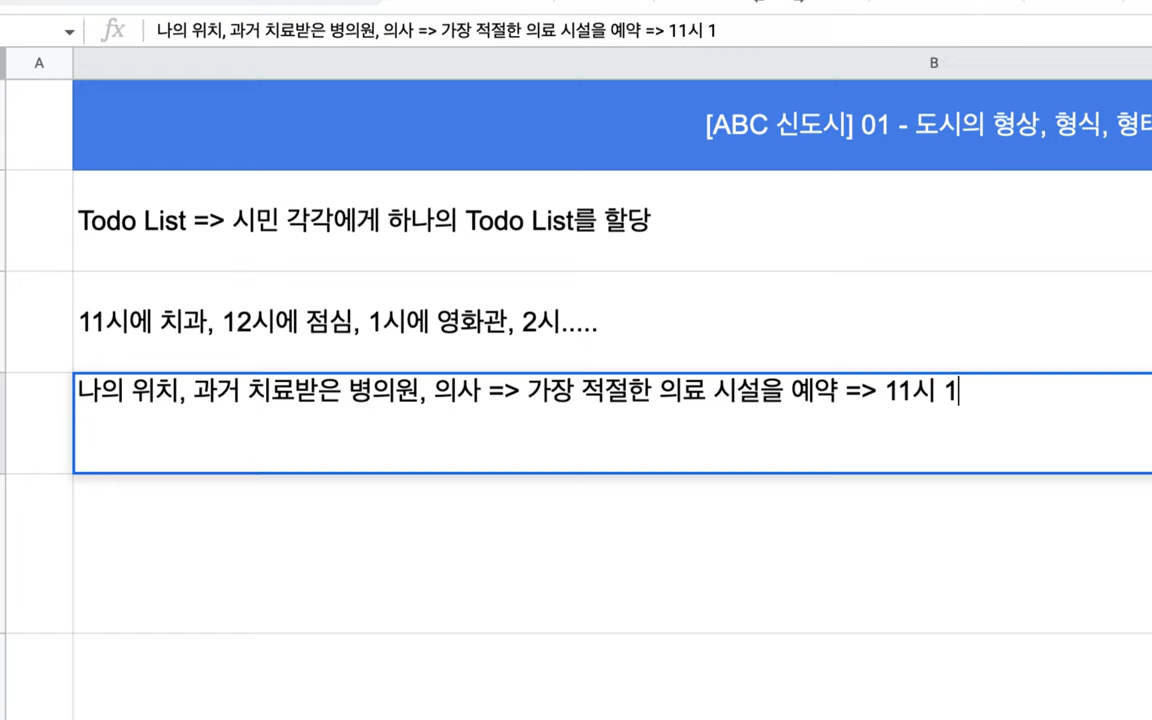 fx 나의 위치, 과거 치료받은 병의원, 의사 => 가장 적절한 의료 시설을 예약 => 11시 1
A B
[ABC 신도시] 01 - 도시의 형상, 형식,
Todo List => 시민 각각에게 하나의 Todo List를 할당
11시에 치과, 12시에 점심, 1시에 영화관, 2시.....
나의 위치, 과거 치료받은 병의원, 의사 => 가장 적절한 의료 시설을 예약 => 11시 1